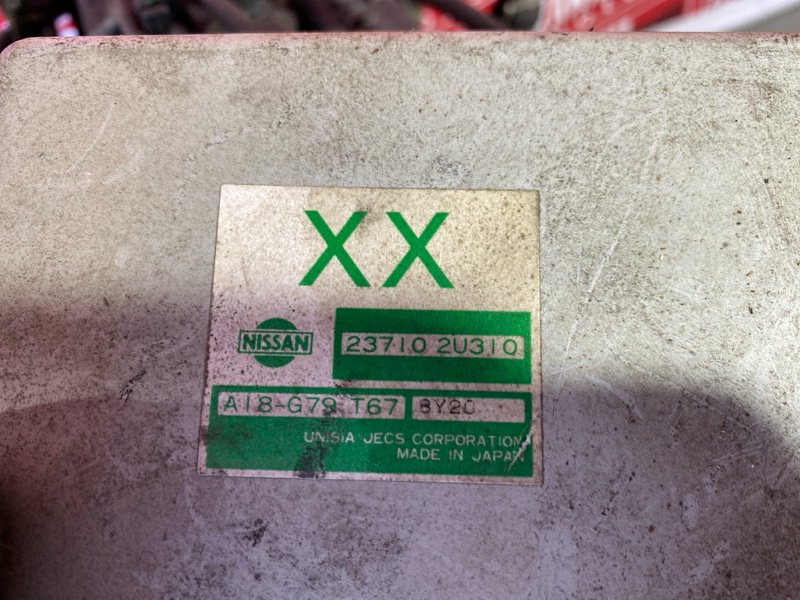 XX
NISSAN
23710 2U310
A18-G79 T67 8Y20
UNISIA JECS CORPORATION
MADE IN JAPAN